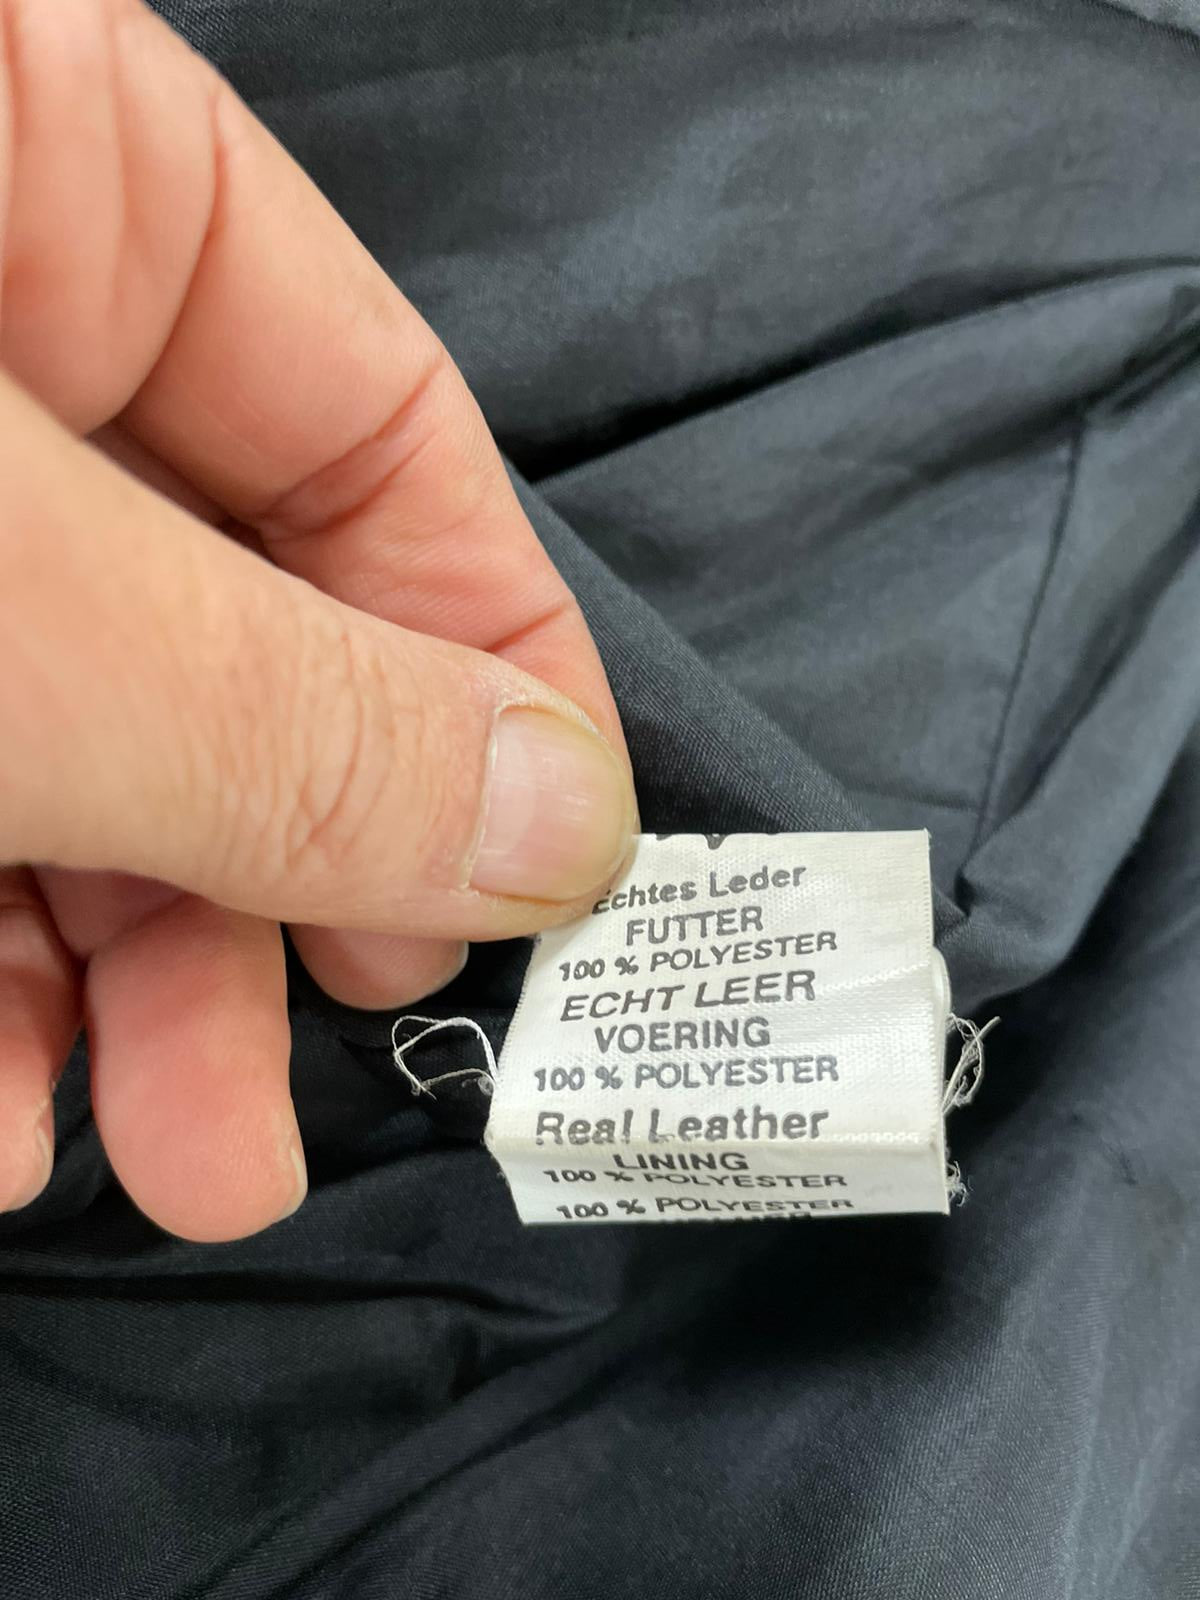 Echtes Leder
FUTTER
100 % POLYESTER
ECHT LEER
VOERING
100 % POLYESTER
Real Leather
LINING
100 % POLYESTER
100 % POLYESTER